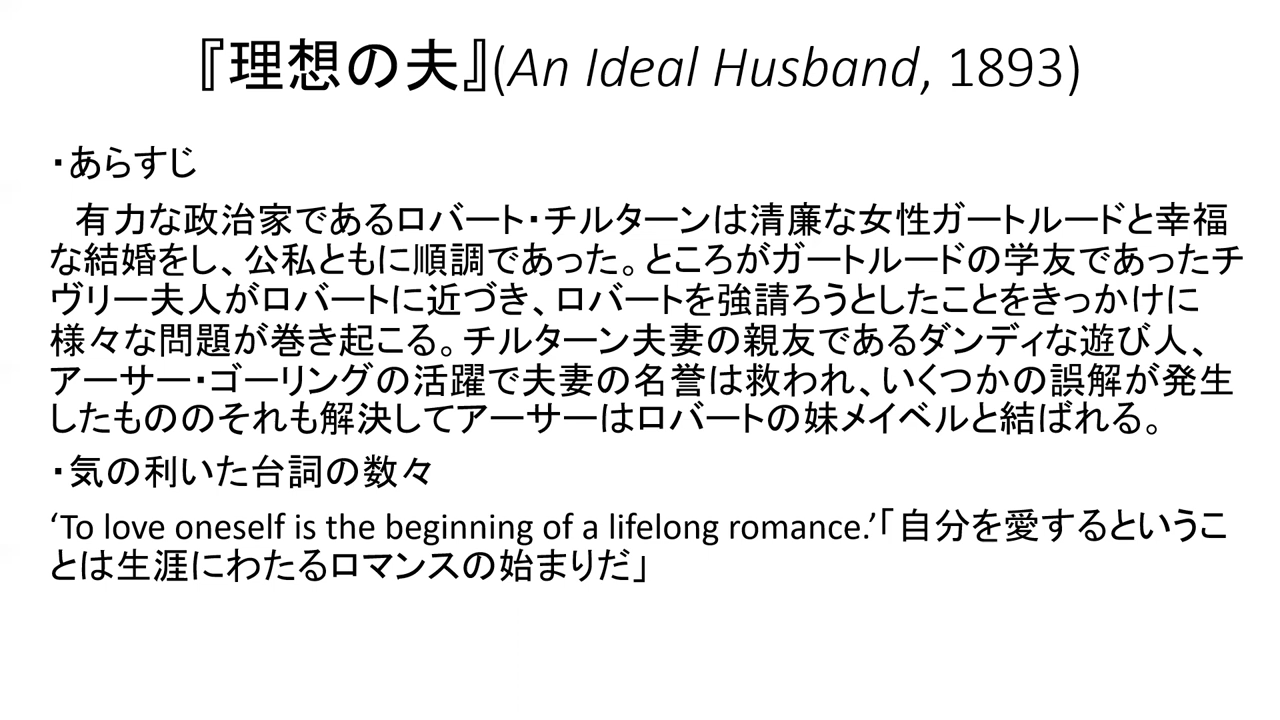 『理想の夫』(An Ideal Husband, 1893)
・あらすじ
有力な政治家であるロバート・チルターンは清廉な女性ガートルードと幸福
な結婚をし、公私ともに順調であった。ところがガートルードの学友であったチ
ヴリー夫人がロバートに近づき、ロバートを強請ろうとしたことをきっかけに
様々な問題が巻き起こる。チルターン夫妻の親友であるダンディな遊び人、
アーサー・ゴーリングの活躍で夫妻の名誉は救われ、いくつかの誤解が発生
したもののそれも解決してアーサーはロバートの妹メイベルと結ばれる。
・気の利いた台詞の数々
‘To love oneself is the beginning of a lifelong romance.’「自分を愛するというこ
とは生涯にわたるロマンスの始まりだ」